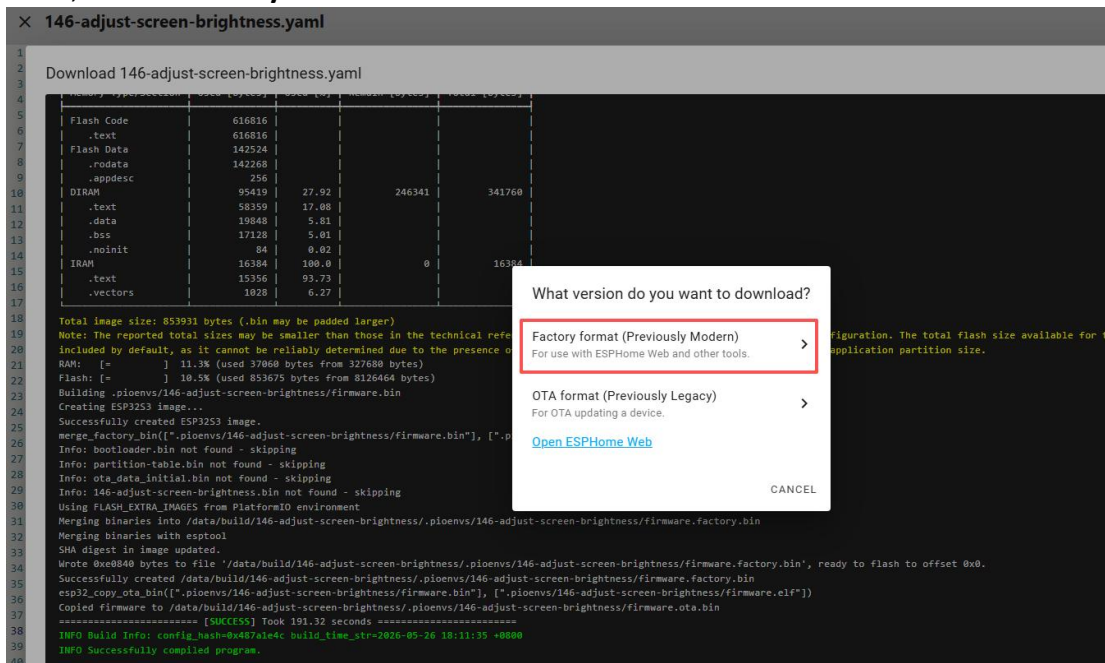 146-adjust-screen-brightness.yaml
Download 146-adjust-screen-brightness.yaml
Flash Code 616816
.text 616816
Flash Data 142524
.rodata 142268
.appdesc 256
DIRAM 95419 27.92 246341 341760
.text 58359 17.08
.data 19848 5.81
.bss 17128 5.01
.noinit 84 0.02
IRAM 16384 100.0 0 16384
.text 15356 93.73
.vectors 1028 6.27
Total image size: 853931 bytes (.bin may be padded larger)
Note: The reported total sizes may be smaller than those in the technical refe figuration. The total flash size available for t
included by default, as it cannot be reliably determined due to the presence o application partition size.
RAM: [= ] 11.3% (used 37060 bytes from 327680 bytes)
Flash: [= ] 10.5% (used 853675 bytes from 8126464 bytes)
Building .pioenvs/146-adjust-screen-brightness/firmware.bin
Creating ESP32S3 image...
Successfully created ESP32S3 image.
merge_factory_bin([".pioenvs/146-adjust-screen-brightness/firmware.bin"], [".p
Info: bootloader.bin not found - skipping
Info: partition-table.bin not found - skipping
Info: ota_data_initial.bin not found - skipping
Info: 146-adjust-screen-brightness.bin not found - skipping
Using FLASH_EXTRA_IMAGES from PlatformIO environment
Merging binaries into /data/build/146-adjust-screen-brightness/.pioenvs/146-adjust-screen-brightness/firmware.factory.bin
Merging binaries with esptool
SHA digest in image updated.
Wrote 0xe0840 bytes to file '/data/build/146-adjust-screen-brightness/.pioenvs/146-adjust-screen-brightness/firmware.factory.bin', ready to flash to offset 0x0.
Successfully created /data/build/146-adjust-screen-brightness/.pioenvs/146-adjust-screen-brightness/firmware.factory.bin
esp32_copy_ota_bin([".pioenvs/146-adjust-screen-brightness/firmware.bin"], [".pioenvs/146-adjust-screen-brightness/firmware.elf"])
Copied firmware to /data/build/146-adjust-screen-brightness/.pioenvs/146-adjust-screen-brightness/firmware.ota.bin
======================== [SUCCESS] Took 191.32 seconds ========================
INFO Build Info: config_hash=0x487a1e4c build_time_str=2026-05-26 18:11:35 +0800
INFO Successfully compiled program.
What version do you want to download?
Factory format (Previously Modern)
For use with ESPHome Web and other tools.
OTA format (Previously Legacy)
For OTA updating a device.
Open ESPHome Web
CANCEL